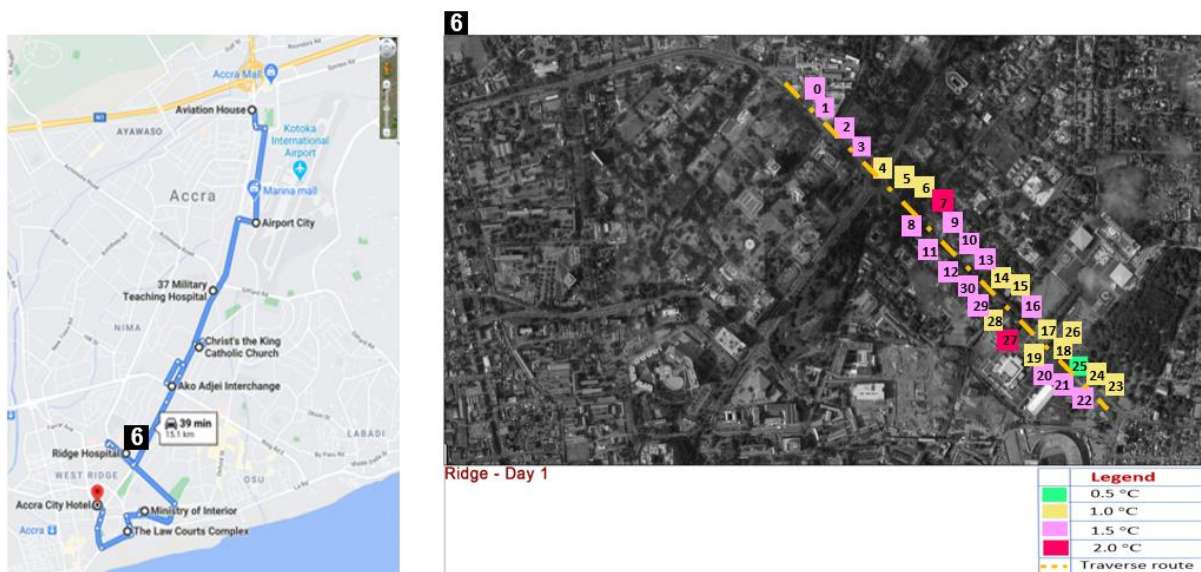 6
Accra Mall
Aviation House
N1
AYAWASO
Kotoka
International
Airport
Accra
Marina mall
Airport City
37 Military
Teaching Hospital
Giffard Rd
NIMA
Christ's the King
Catholic Church
Ako Adjei Interchange
39 min
15.1 km
6
LABADI
Ridge Hospital
WEST RIDGE
OSU
Accra City Hotel
Ministry of Interior
The Law Courts Complex
Accra
0
1
2
3
4
5
6
7
8
9
10
11
13
12
14
15
30
29
16
28
17
26
27
18
19
25
20
24
21
23
22
Ridge - Day 1
Legend
0.5 °C
1.0 °C
1.5 °C
2.0 °C
Traverse route